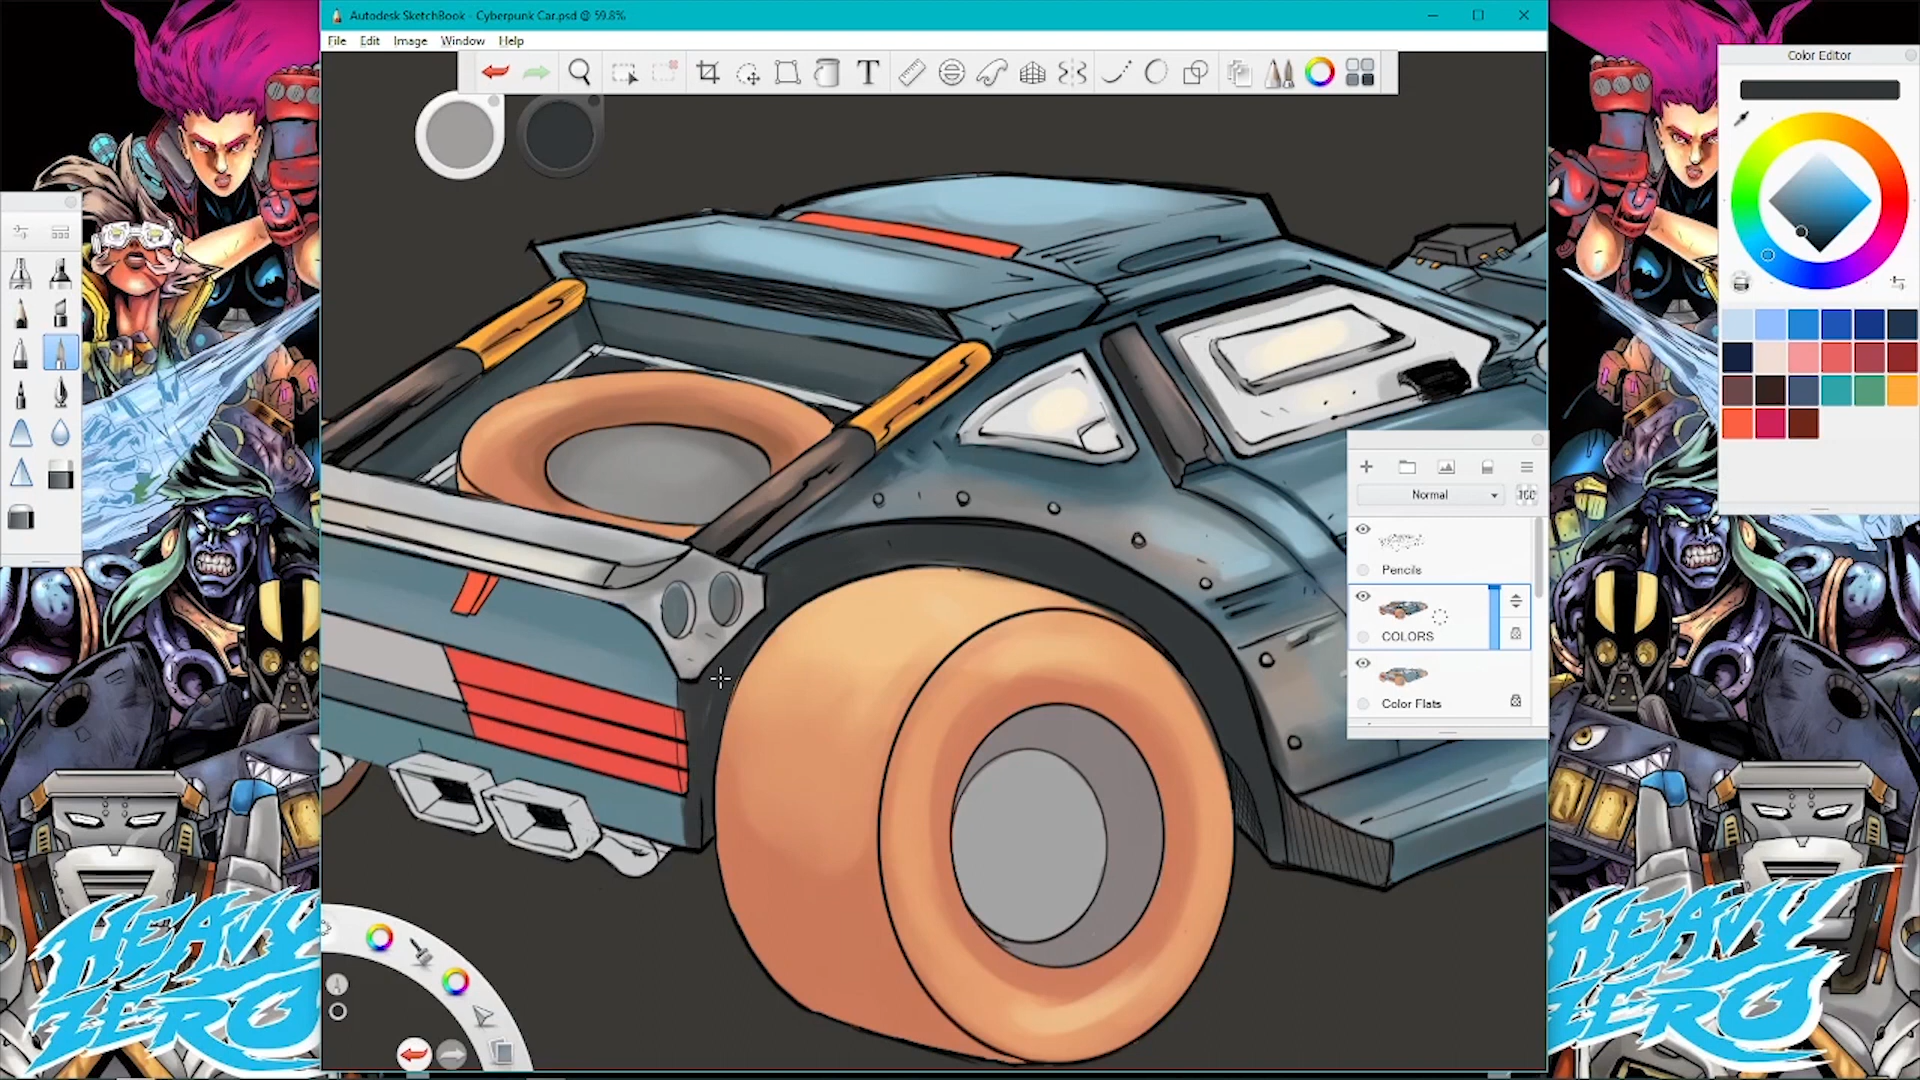 Autodesk SketchBook - Cyberpunk Car.psd @ 59.8%
File Edit Image Window Help
T
Color Editor
Normal
100
Pencils
COLORS
Color Flats
A
HEAVY
ZERO
HEAVY
ZERO